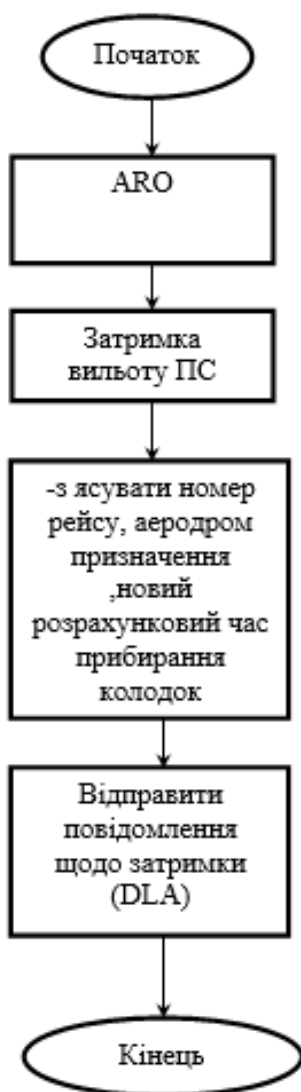 Початок
ARO
Затримка
вильоту ПС
-з ясувати номер
рейсу, аеродром
призначення
,новий
розрахунковий час
прибирання
колодок
Відправити
повідомлення
щодо затримки
(DLA)
Кінець